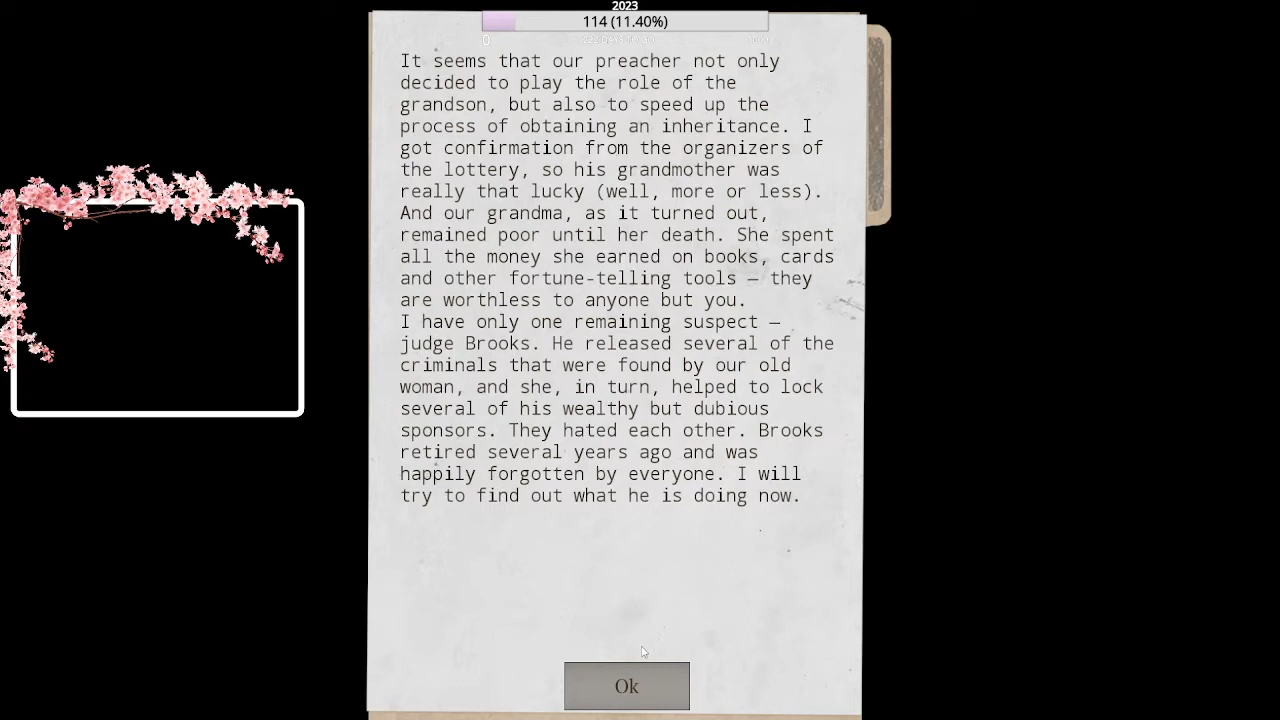 2023
114 (11.40%)
0
It seems that our preacher not only
decided to play the role of the
grandson, but also to speed up the
process of obtaining an inheritance. I
got confirmation from the organizers of
the lottery, so his grandmother was
really that lucky (well, more or less).
And our grandma, as it turned out,
remained poor until her death. She spent
all the money she earned on books, cards
and other fortune-telling tools — they
are worthless to anyone but you.
I have only one remaining suspect —
judge Brooks. He released several of the
criminals that were found by our old
woman, and she, in turn, helped to lock
several of his wealthy but dubious
sponsors. They hated each other. Brooks
retired several years ago and was
happily forgotten by everyone. I will
try to find out what he is doing now.
Ok